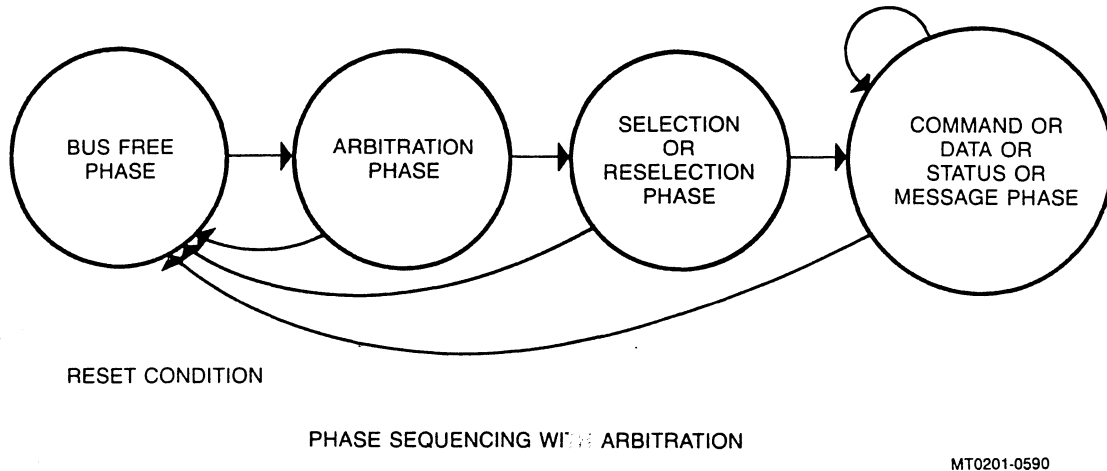 BUS FREE
PHASE
ARBITRATION
PHASE
SELECTION
OR
RESELECTION
PHASE
COMMAND OR
DATA OR
STATUS OR
MESSAGE PHASE
RESET CONDITION
PHASE SEQUENCING WITH ARBITRATION
MT0201-0590